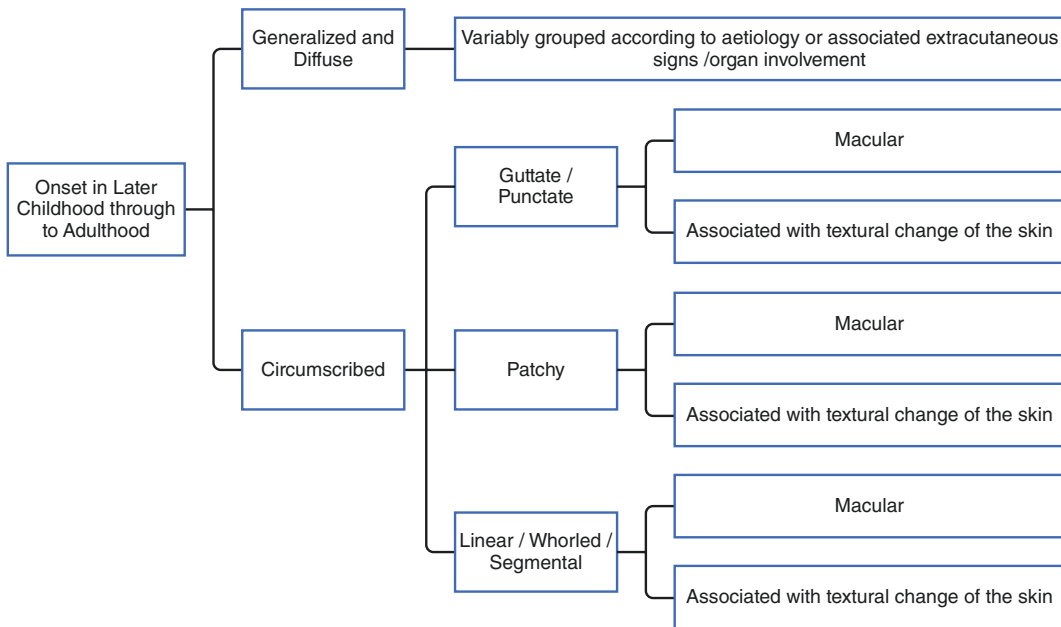 Generalized and
Diffuse
Variably grouped according to aetiology or associated extracutaneous
signs /organ involvement
Onset in Later
Childhood through
to Adulthood
Circumscribed
Guttate /
Punctate
Macular
Associated with textural change of the skin
Patchy
Macular
Associated with textural change of the skin
Linear / Whorled /
Segmental
Macular
Associated with textural change of the skin